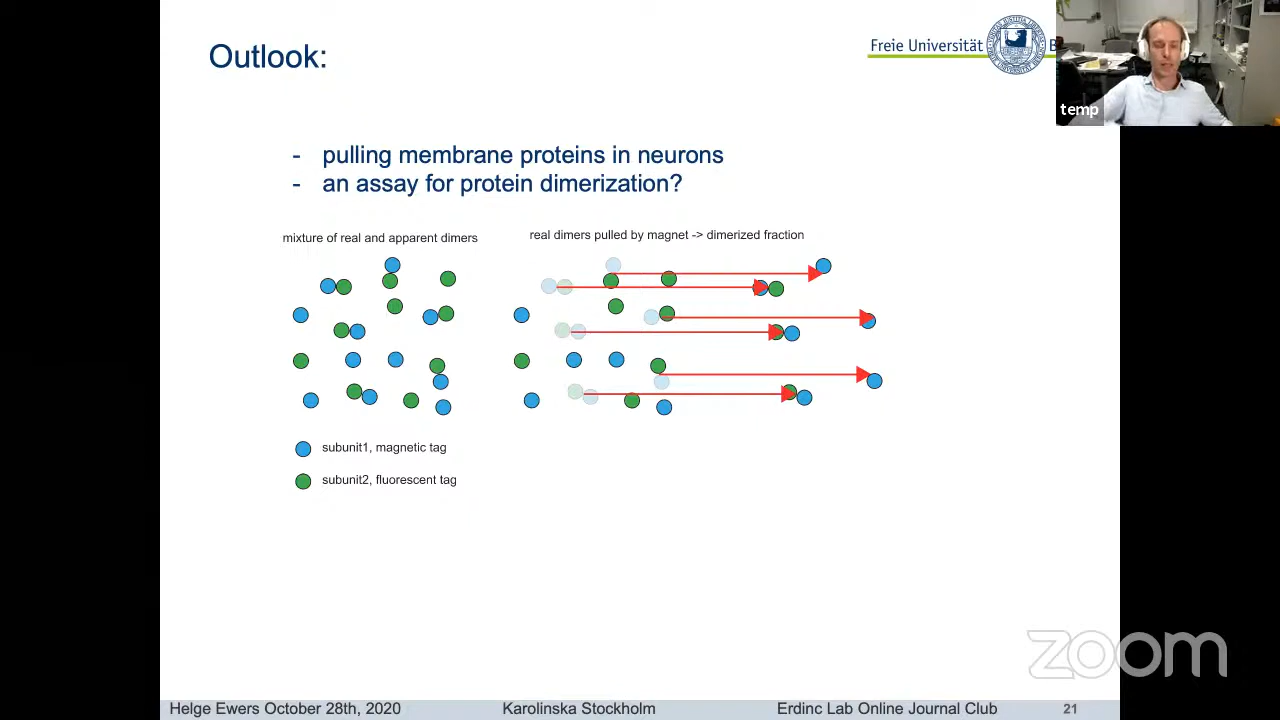 Outlook:
Freie Universität B
temp
- pulling membrane proteins in neurons
- an assay for protein dimerization?
mixture of real and apparent dimers
real dimers pulled by magnet -> dimerized fraction
subunit1, magnetic tag
subunit2, fluorescent tag
zoom
Helge Ewers October 28th, 2020
Karolinska Stockholm
Erdinc Lab Online Journal Club
21